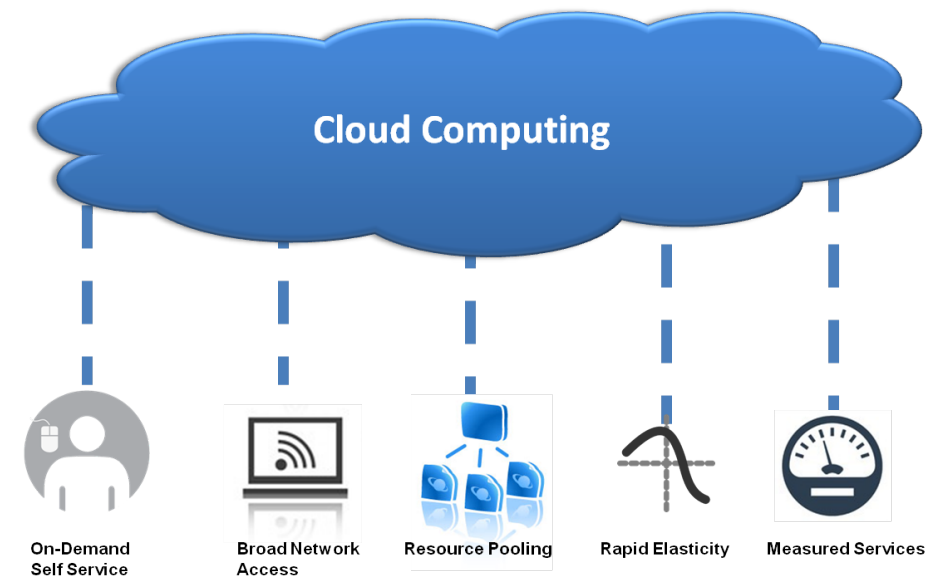 Cloud Computing
On-Demand
Self Service
Broad Network
Access
Resource Pooling
Rapid Elasticity
Measured Services